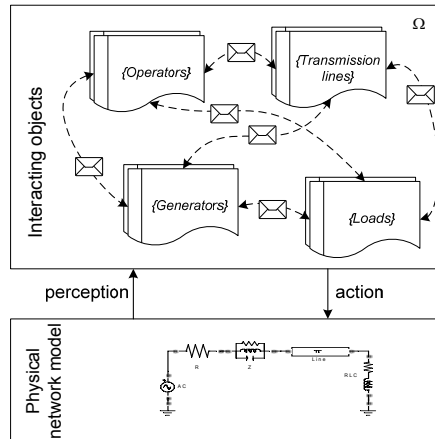 Ω
Interacting objects
{Operators}
{Transmission
lines}
{Generators}
{Loads}
perception
action
Physical
network model
AC
R
Z
Line
RLC